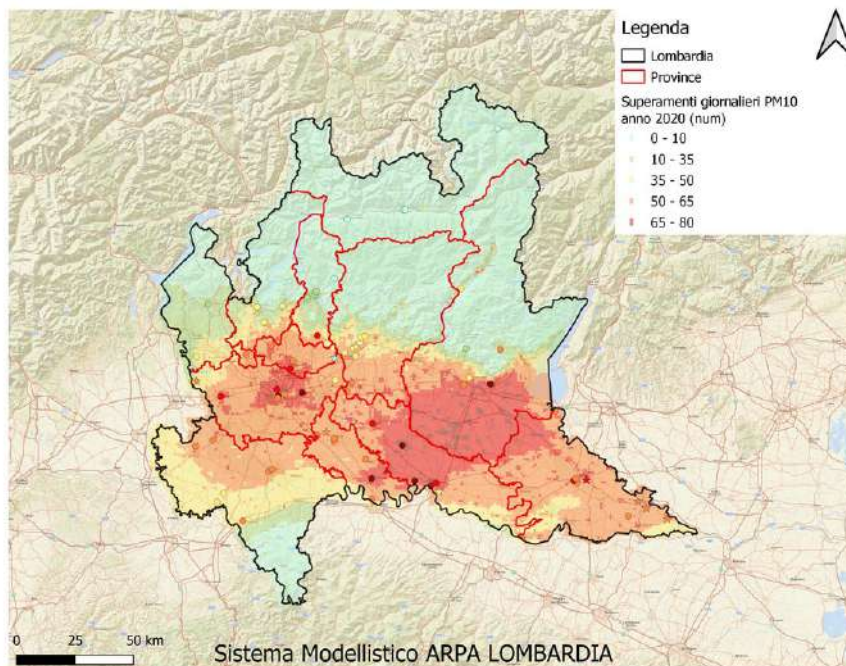 Legenda
Lombardia
Province
Superamenti giornalieri PM10
anno 2020 (num)
0 - 10
10 - 35
35 - 50
50 - 65
65 - 80
0 25 50 km
Sistema Modellistico ARPA LOMBARDIA